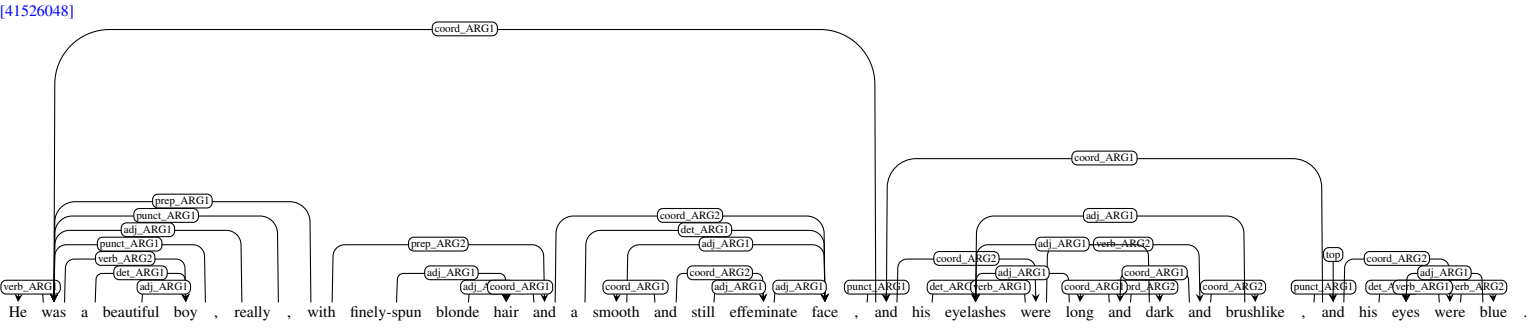 [41526048]
coord_ARG1
coord_ARG1
prep_ARG1
punct_ARG1 coord_ARG2 adj_ARG1
adj_ARG1 det_ARG1
punct_ARG1 prep_ARG2 adj_ARG1 adj_ARG1 verb_ARG2
verb_ARG2 coord_ARG2 top coord_ARG2
det_ARG1 adj_ARG1 coord_ARG2 adj_ARG1 coord_ARG1 adj_ARG1
verb_ARG1 adj_ARG1 coord_ARG1 coord_ARG1 adj_ARG1 adj_ARG1 punct_ARG1 verb_ARG1 coord_ARG1 coord_ARG2 punct_ARG1 verb_ARG1
He was a beautiful boy , really , with finely-spun blonde hair and a smooth and still effeminate face , and his eyelashes were long and dark and brushlike , and his eyes were blue .